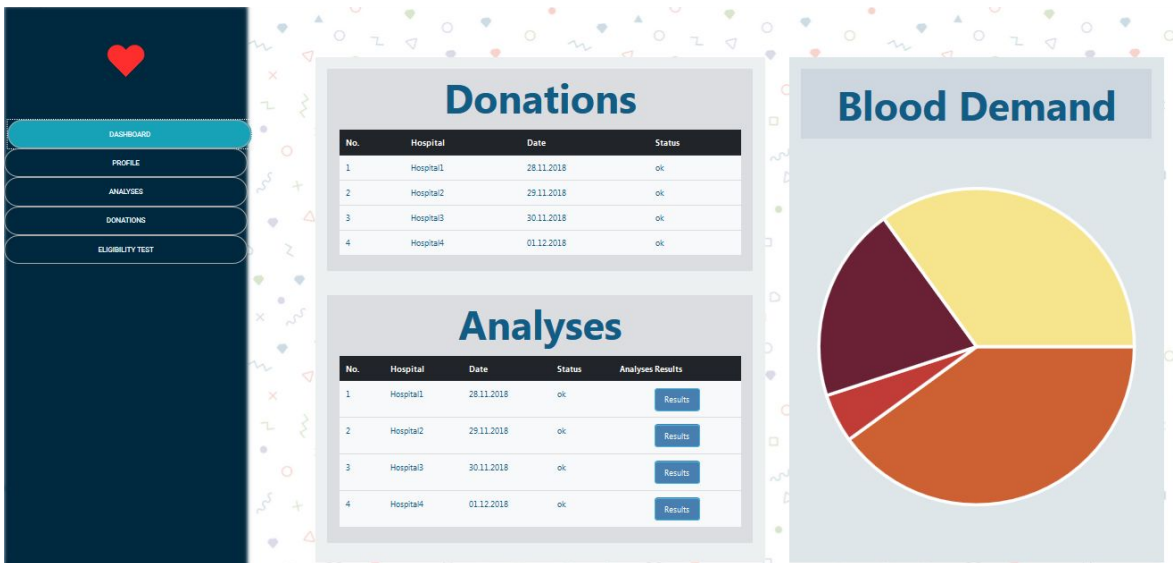 DASHBOARD
PROFILE
ANALYSES
DONATIONS
ELIGIBILITY TEST
Donations
No. Hospital Date Status
1 Hospital1 28.11.2018 ok
2 Hospital2 29.11.2018 ok
3 Hospital3 30.11.2018 ok
4 Hospital4 01.12.2018 ok
Analyses
No. Hospital Date Status Analyses Results
1 Hospital1 28.11.2018 ok Results
2 Hospital2 29.11.2018 ok Results
3 Hospital3 30.11.2018 ok Results
4 Hospital4 01.12.2018 ok Results
Blood Demand